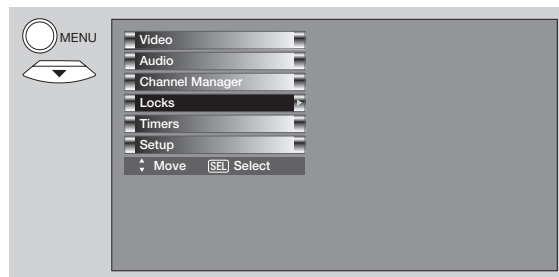 MENU
Video
Audio
Channel Manager
Locks
Timers
Setup
Move SEL Select